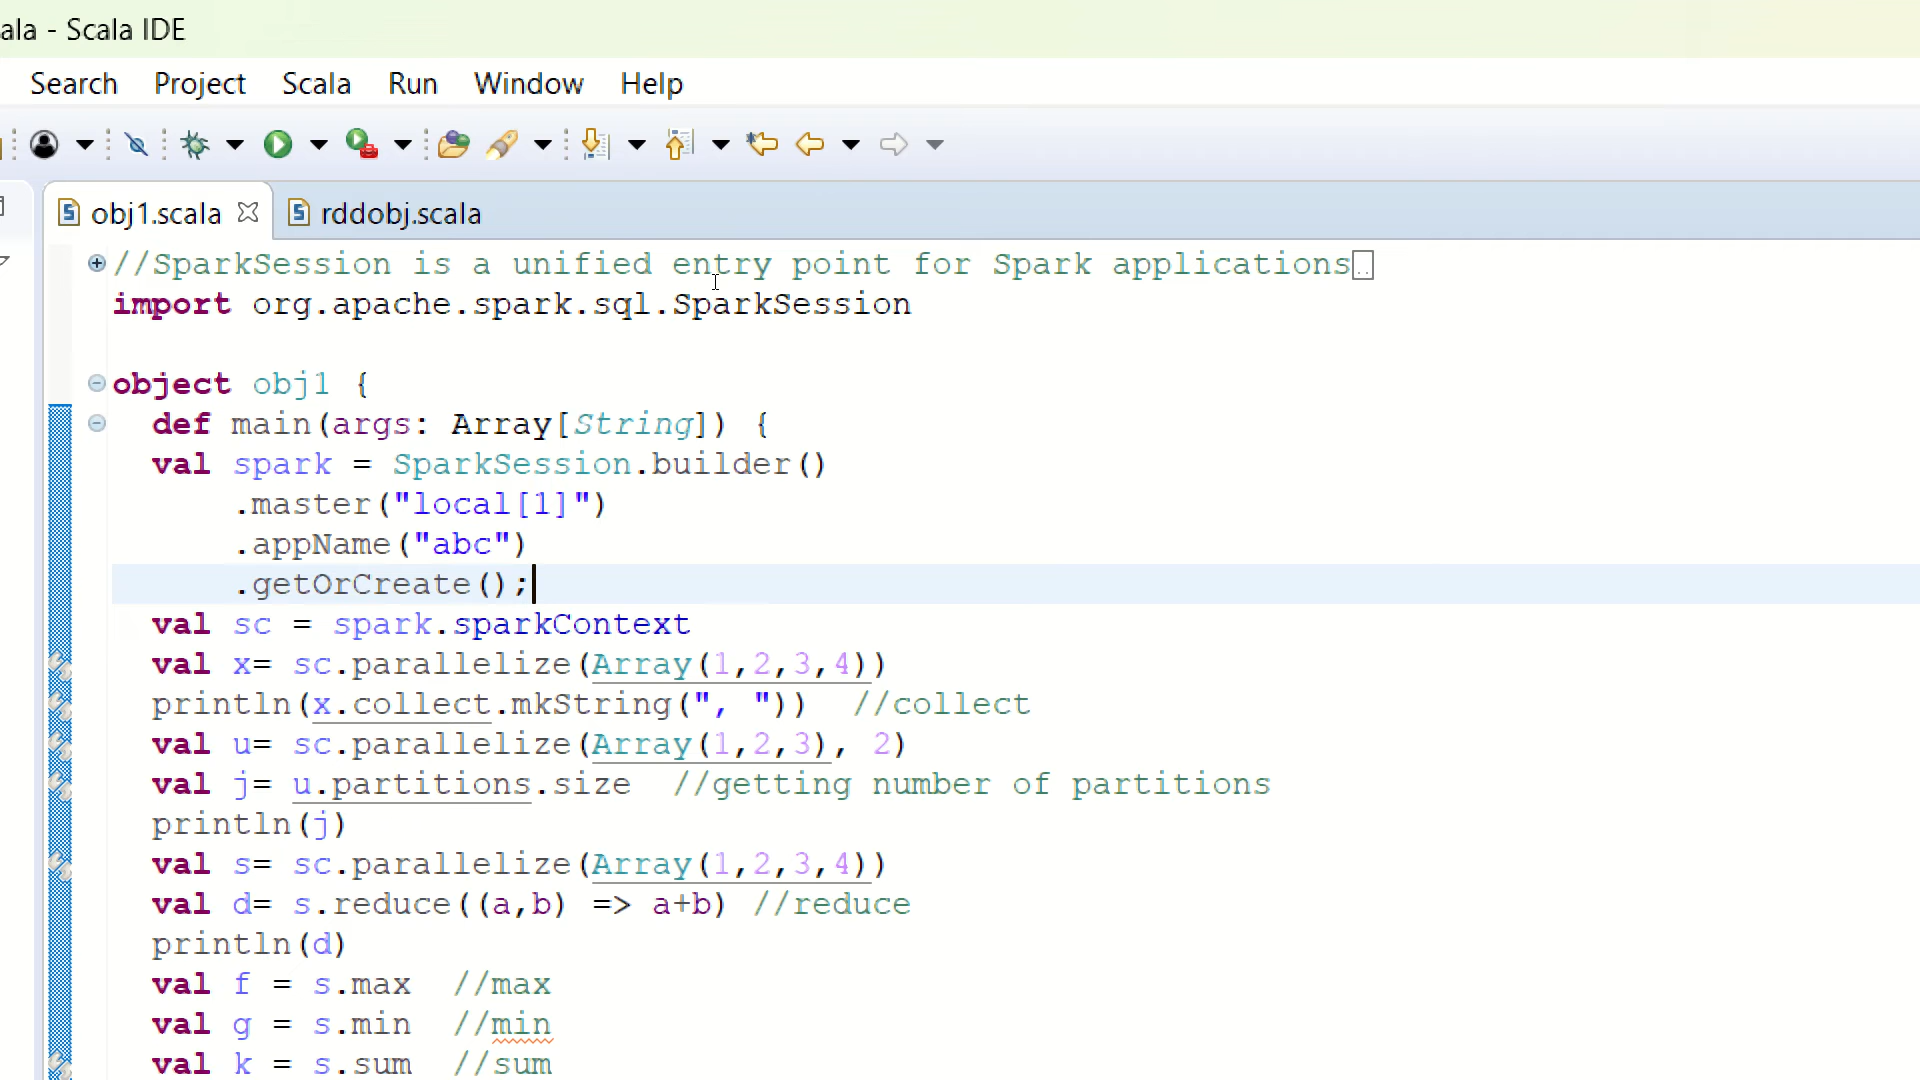 ala - Scala IDE
Search Project Scala Run Window Help
obj1.scala rddobj.scala
//SparkSession is a unified entry point for Spark applications
import org.apache.spark.sql.SparkSession
object obj1 {
def main(args: Array[String]) {
val spark = SparkSession.builder()
.master("local[1]")
.appName("abc")
.getOrCreate();
val sc = spark.sparkContext
val x= sc.parallelize(Array(1,2,3,4))
println(x.collect.mkString(", ")) //collect
val u= sc.parallelize(Array(1,2,3), 2)
val j= u.partitions.size //getting number of partitions
println(j)
val s= sc.parallelize(Array(1,2,3,4))
val d= s.reduce((a,b) => a+b) //reduce
println(d)
val f = s.max //max
val g = s.min //min
val k = s.sum //sum